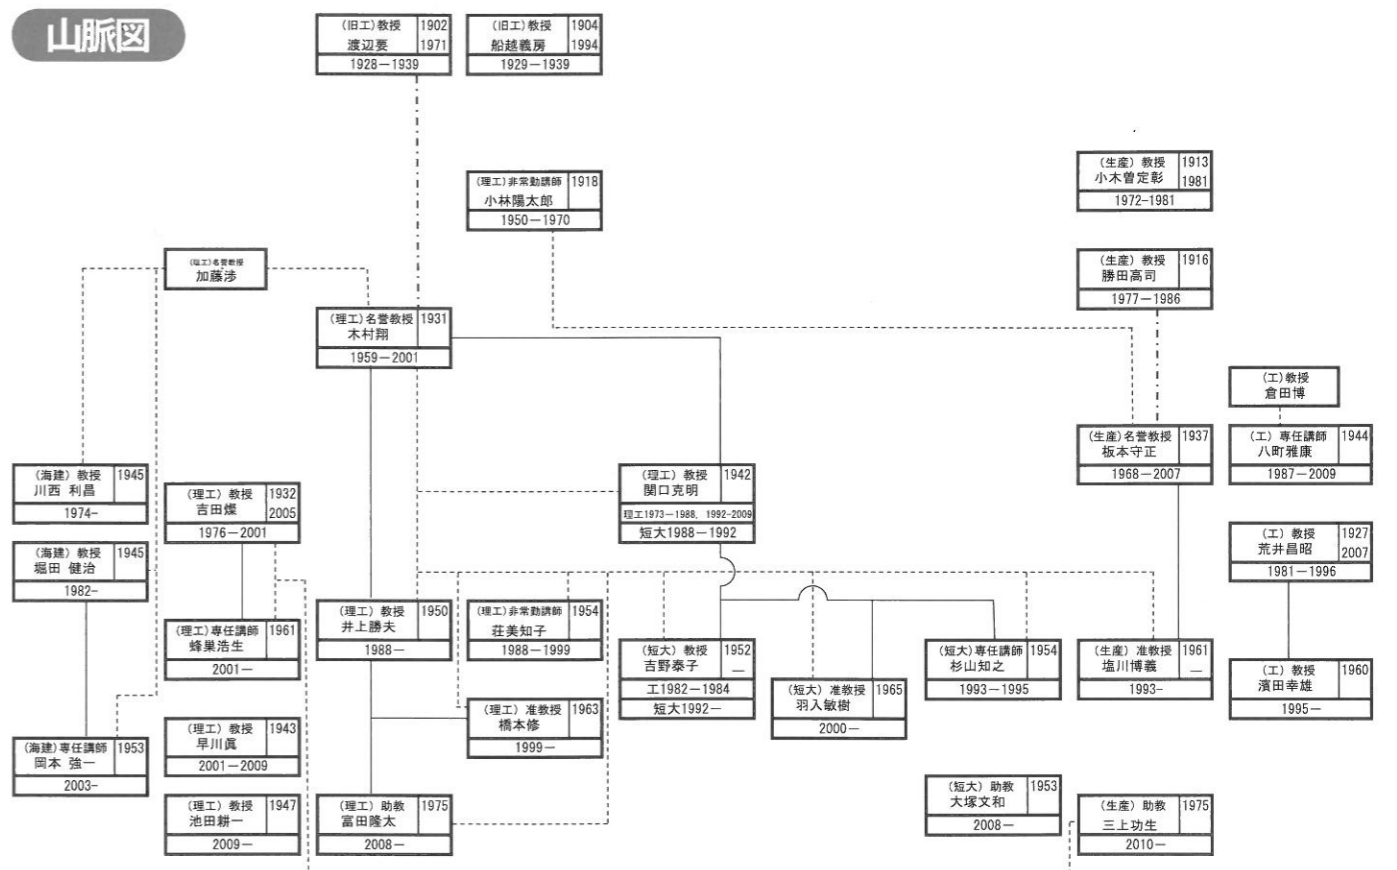 山脈図
(旧工)教授 1902
渡辺要 1971
1928－1939
(旧工)教授 1904
船越義房 1994
1929－1939
(理工)非常勤講師 1918
小林陽太郎
1950－1970
(生産) 教授 1913
小木曽定彰 1981
1972-1981
(理工)名誉教授
加藤渉
(生産) 教授 1916
勝田高司
1977－1986
(理工)名誉教授 1931
木村翔
1959－2001
(工)教授
倉田博
(生産)名誉教授 1937
板本守正
1968－2007
(工) 専任講師 1944
八町雅康
1987－2009
(海建) 教授 1945
川西 利昌
1974-
(理工) 教授 1932
吉田燦 2005
1976－2001
(理工) 教授 1942
関口克明
理工1973－1988, 1992-2009
短大1988－1992
(海建) 教授 1945
堀田 健治
1982-
(工) 教授 1927
荒井昌昭 2007
1981－1996
(理工)専任講師 1961
蜂巣浩生
2001－
(理工) 教授 1950
井上勝夫
1988－
(理工)非常勤講師 1954
荘美知子
1988－1999
(短大) 教授 1952
吉野泰子 －
工1982－1984
短大1992－
(短大) 准教授 1965
羽入敏樹
2000－
(短大)専任講師 1954
杉山知之
1993－1995
(生産) 准教授 1961
塩川博義 －
1993-
(工) 教授 1960
濱田幸雄
1995－
(理工) 准教授 1963
橋本修
1999－
(海建)専任講師 1953
岡本 強一
2003-
(理工) 教授 1943
早川眞
2001－2009
(理工) 教授 1947
池田耕一
2009－
(理工) 助教 1975
富田隆太
2008－
(短大) 助教 1953
大塚文和
2008－
(生産) 助教 1975
三上功生
2010－